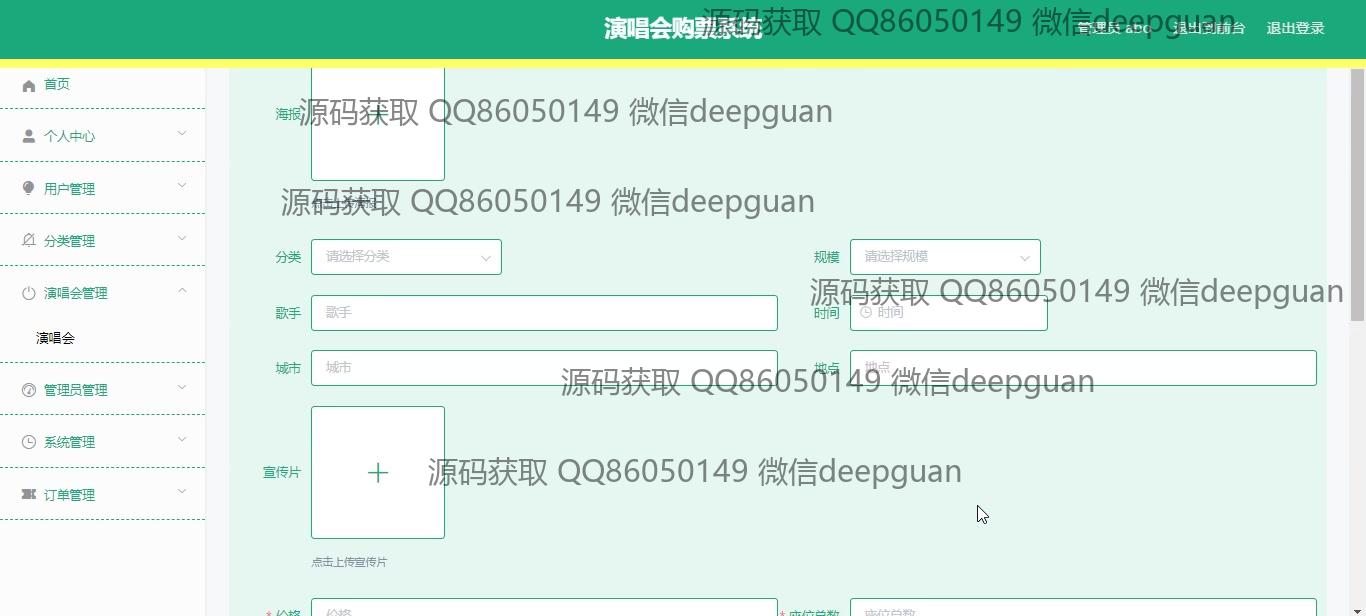 演唱会购票系统
源码获取 QQ86050149 微信deepguan
管理员 abc
退出到前台
退出登录
首页
个人中心
用户管理
分类管理
演唱会管理
演唱会
管理员管理
系统管理
订单管理
海报
源码获取 QQ86050149 微信deepguan
点击上传海报
源码获取 QQ86050149 微信deepguan
分类
请选择分类
规模
请选择规模
源码获取 QQ86050149 微信deepguan
歌手
歌手
时间
时间
城市
城市
地点
地点
源码获取 QQ86050149 微信deepguan
宣传片
源码获取 QQ86050149 微信deepguan
点击上传宣传片
* 价格
价格
* 座位总数
座位总数